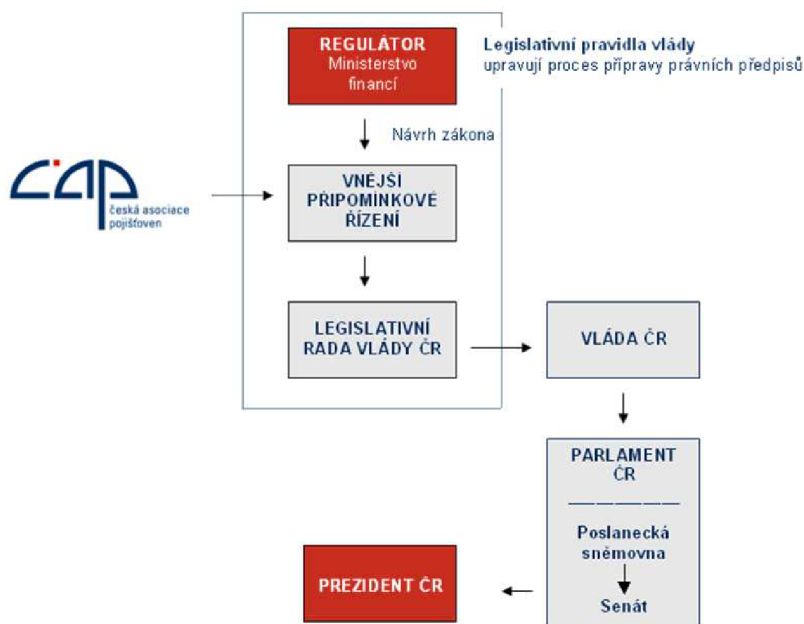 REGULÁTOR
Ministerstvo
financí
Legislativní pravidla vlády
upravují proces přípravy právních předpisů
Návrh zákona
ČAP
česká asociace
pojišťoven
VNĚJŠÍ
PŘIPOMÍNKOVÉ
ŘÍZENÍ
LEGISLATIVNÍ
RADA VLÁDY ČR
VLÁDA ČR
PARLAMENT
ČR
Poslanecká
sněmovna
Senát
PREZIDENT ČR